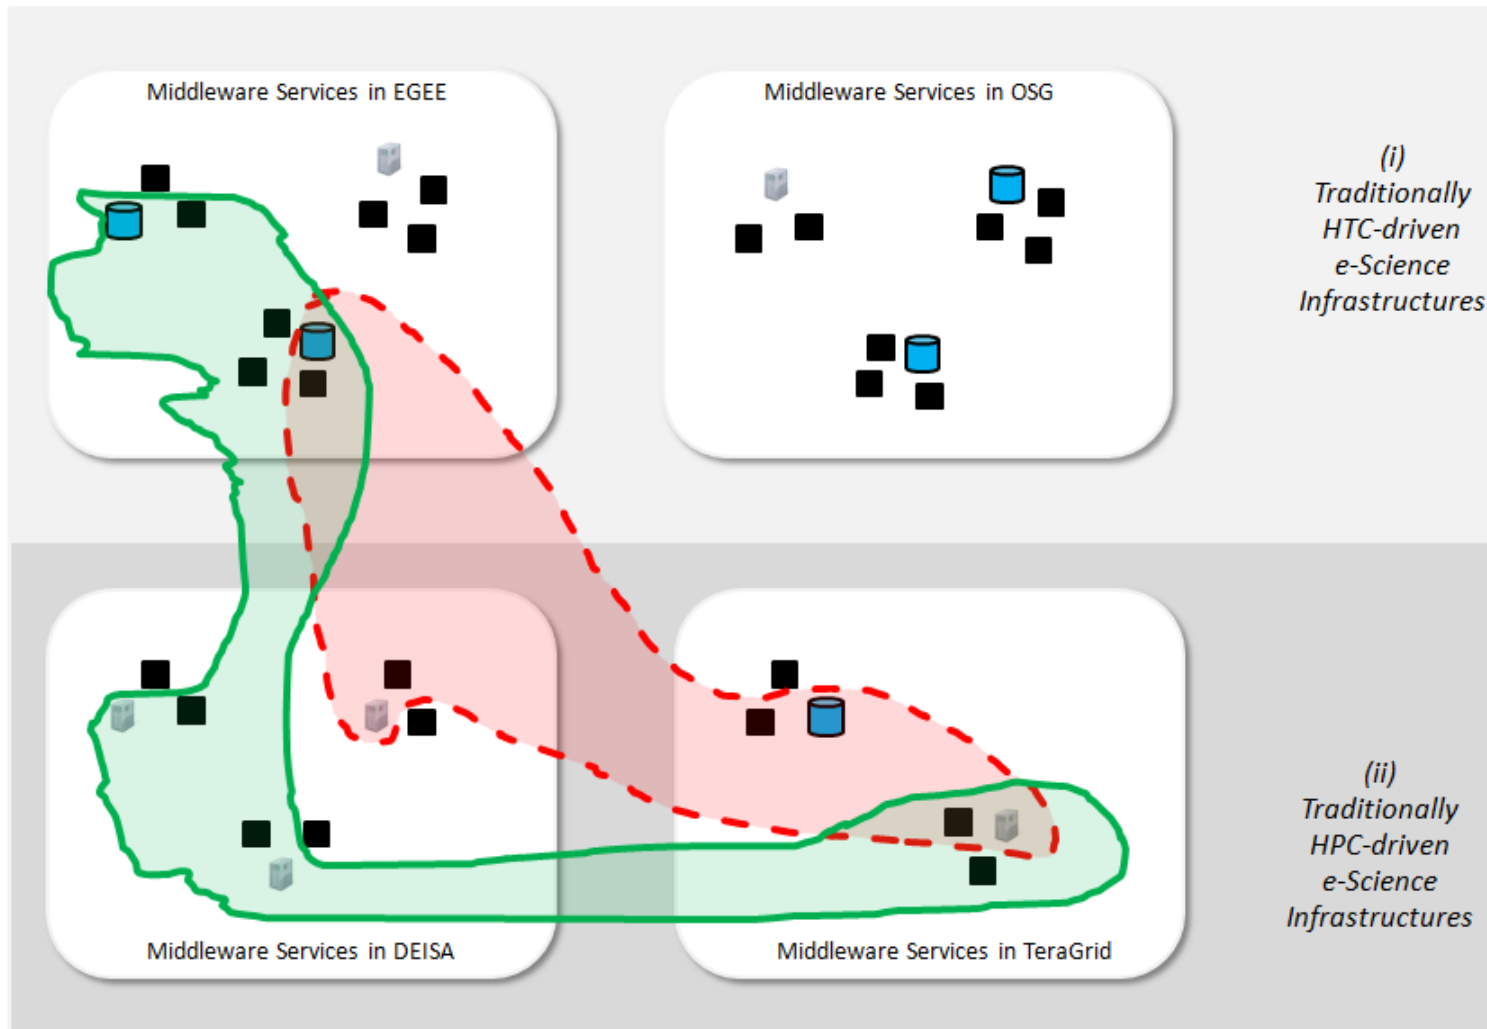 Middleware Services in EGEE
Middleware Services in OSG
(i)
Traditionally
HTC-driven
e-Science
Infrastructures
(ii)
Traditionally
HPC-driven
e-Science
Infrastructures
Middleware Services in DEISA
Middleware Services in TeraGrid